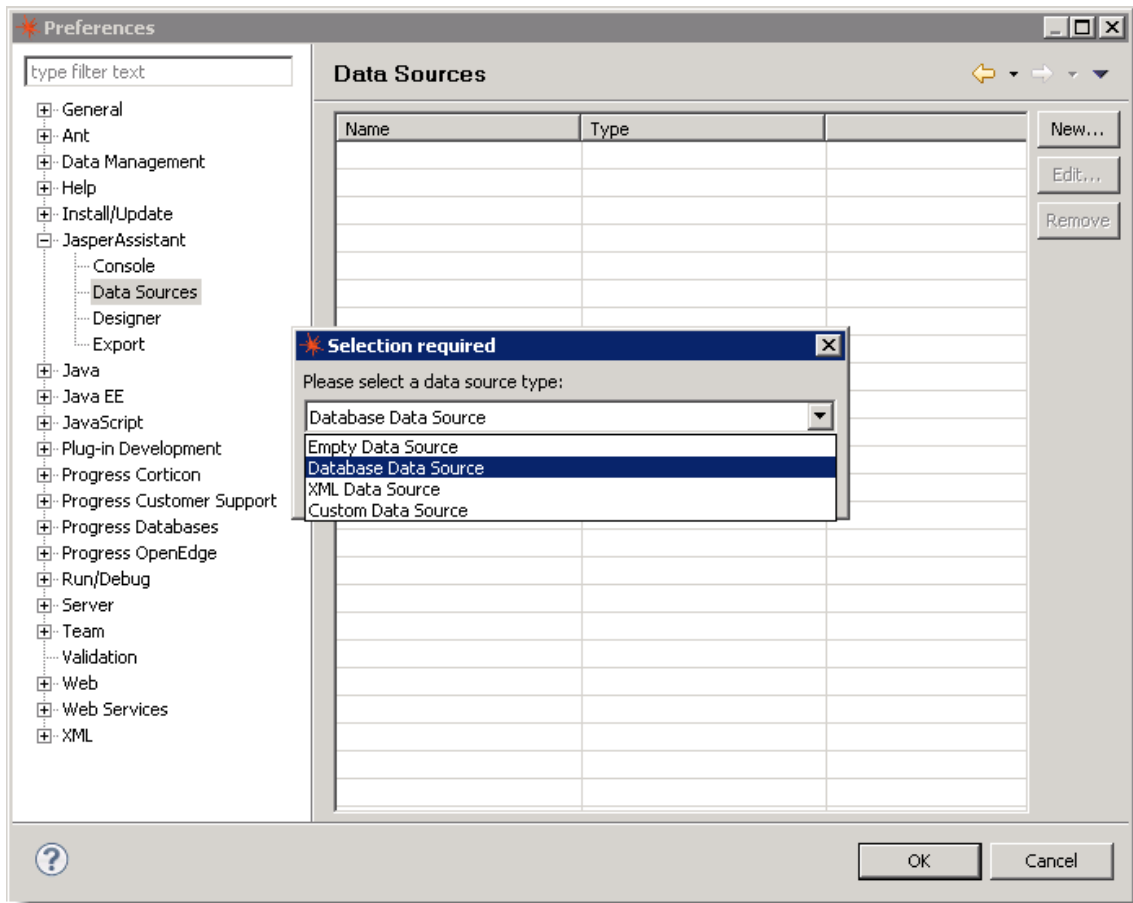 Preferences
type filter text
General
Ant
Data Management
Help
Install/Update
JasperAssistant
Console
Data Sources
Designer
Export
Java
Java EE
JavaScript
Plug-in Development
Progress Corticon
Progress Customer Support
Progress Databases
Progress OpenEdge
Run/Debug
Server
Team
Validation
Web
Web Services
XML
Data Sources
Name Type
New...
Edit...
Remove
Selection required
Please select a data source type:
Database Data Source
Empty Data Source
Database Data Source
XML Data Source
Custom Data Source
? OK Cancel